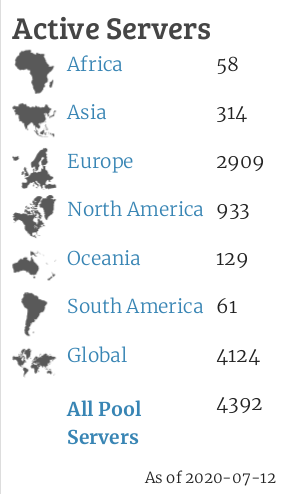 Active Servers
Africa 58
Asia 314
Europe 2909
North America 933
Oceania 129
South America 61
Global 4124
All Pool 4392
Servers
As of 2020-07-12